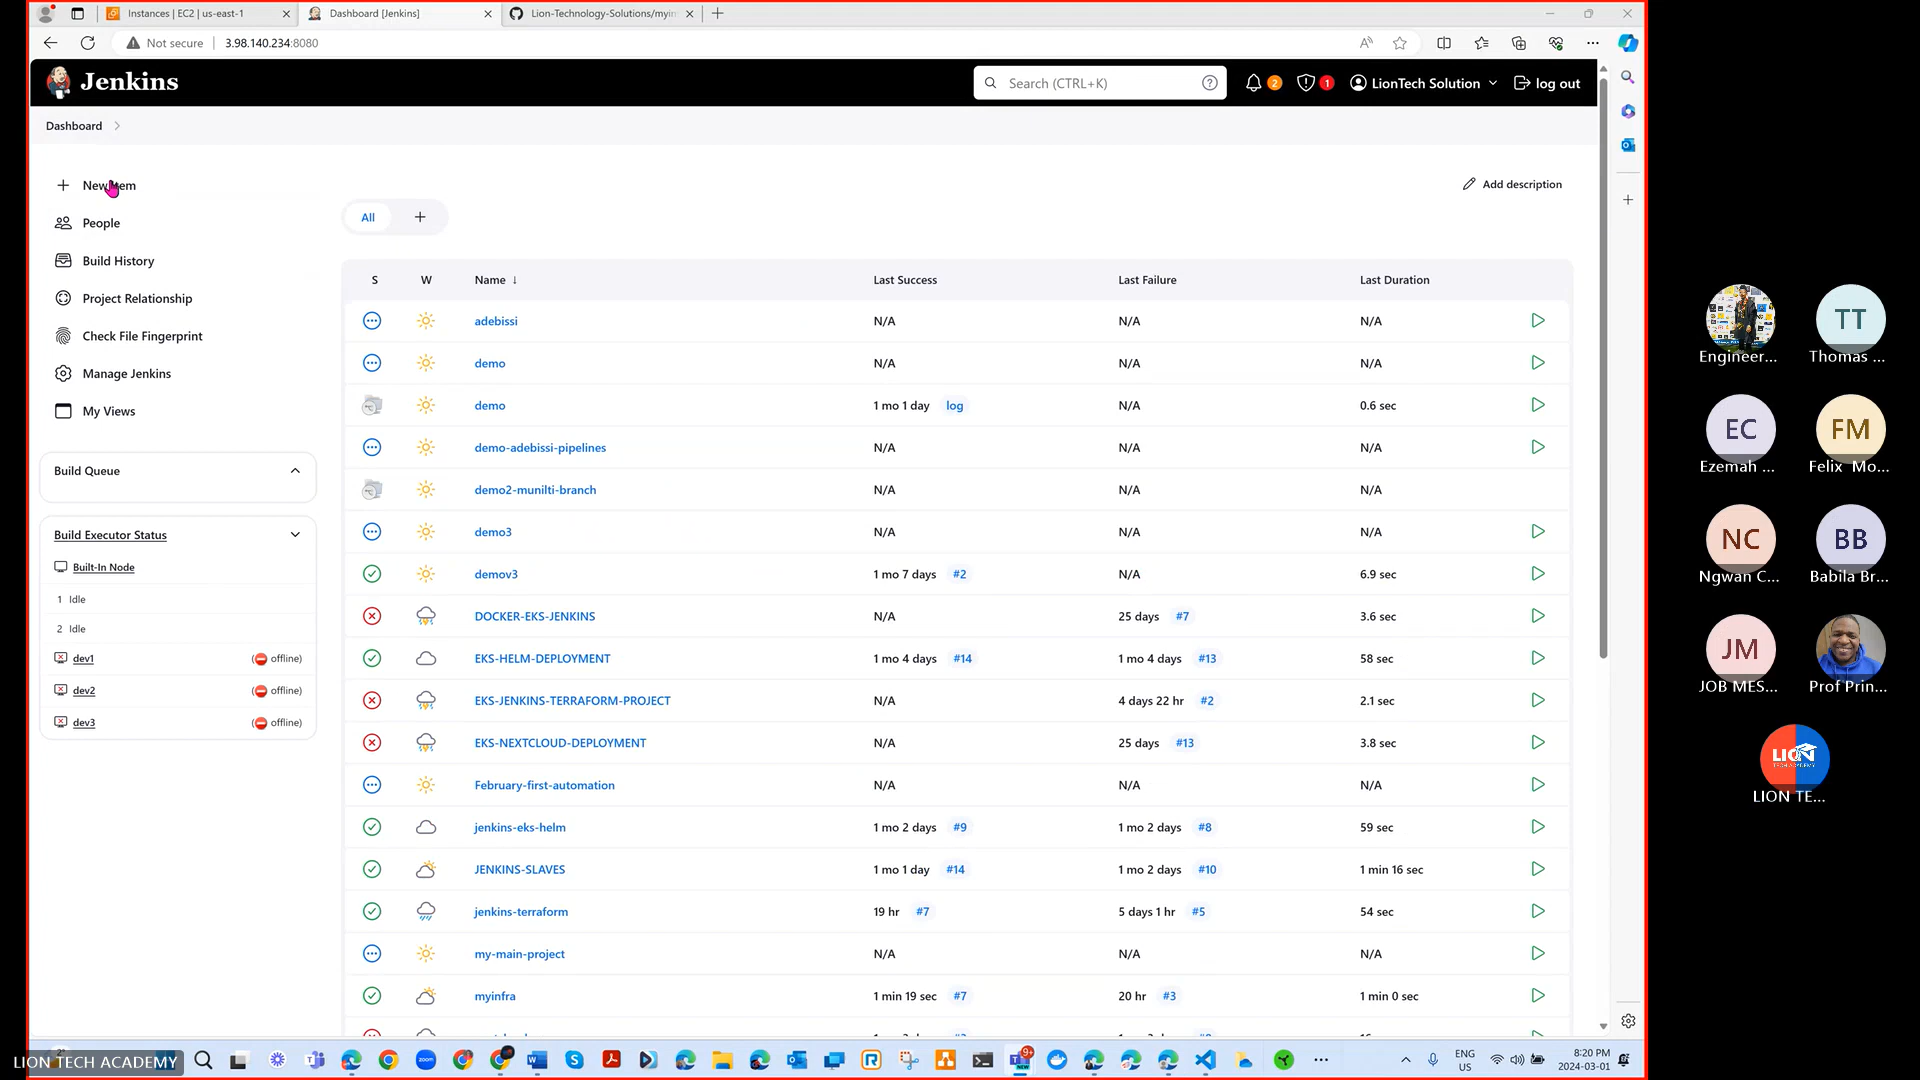 Instances | EC2 | us-east-1
Dashboard [Jenkins]
Lion-Technology-Solutions/myin
Not secure
3.98.140.234:8080
Jenkins
Search (CTRL+K)
2
1
LionTech Solution
log out
Dashboard
New Item
People
Build History
Project Relationship
Check File Fingerprint
Manage Jenkins
My Views
Build Queue
Build Executor Status
Built-In Node
1 Idle
2 Idle
dev1 (offline)
dev2 (offline)
dev3 (offline)
Add description
All
S W Name ↓ Last Success Last Failure Last Duration
adebissi N/A N/A N/A
demo N/A N/A N/A
demo 1 mo 1 day log N/A 0.6 sec
demo-adebissi-pipelines N/A N/A N/A
demo2-munilti-branch N/A N/A N/A
demo3 N/A N/A N/A
demov3 1 mo 7 days #2 N/A 6.9 sec
DOCKER-EKS-JENKINS N/A 25 days #7 3.6 sec
EKS-HELM-DEPLOYMENT 1 mo 4 days #14 1 mo 4 days #13 58 sec
EKS-JENKINS-TERRAFORM-PROJECT N/A 4 days 22 hr #2 2.1 sec
EKS-NEXTCLOUD-DEPLOYMENT N/A 25 days #13 3.8 sec
February-first-automation N/A N/A N/A
jenkins-eks-helm 1 mo 2 days #9 1 mo 2 days #8 59 sec
JENKINS-SLAVES 1 mo 1 day #14 1 mo 2 days #10 1 min 16 sec
jenkins-terraform 19 hr #7 5 days 1 hr #5 54 sec
my-main-project N/A N/A N/A
myinfra 1 min 19 sec #7 20 hr #3 1 min 0 sec
Engineer...
TT
Thomas ...
EC
Ezemah ...
FM
Felix Mo...
NC
Ngwan C...
BB
Babila Br...
JM
JOB MES...
Prof Prin...
LION
TECH ACADEMY
LION TE...
LION TECH ACADEMY
zoom
9+
NEW
ENG
US
8:20 PM
2024-03-01